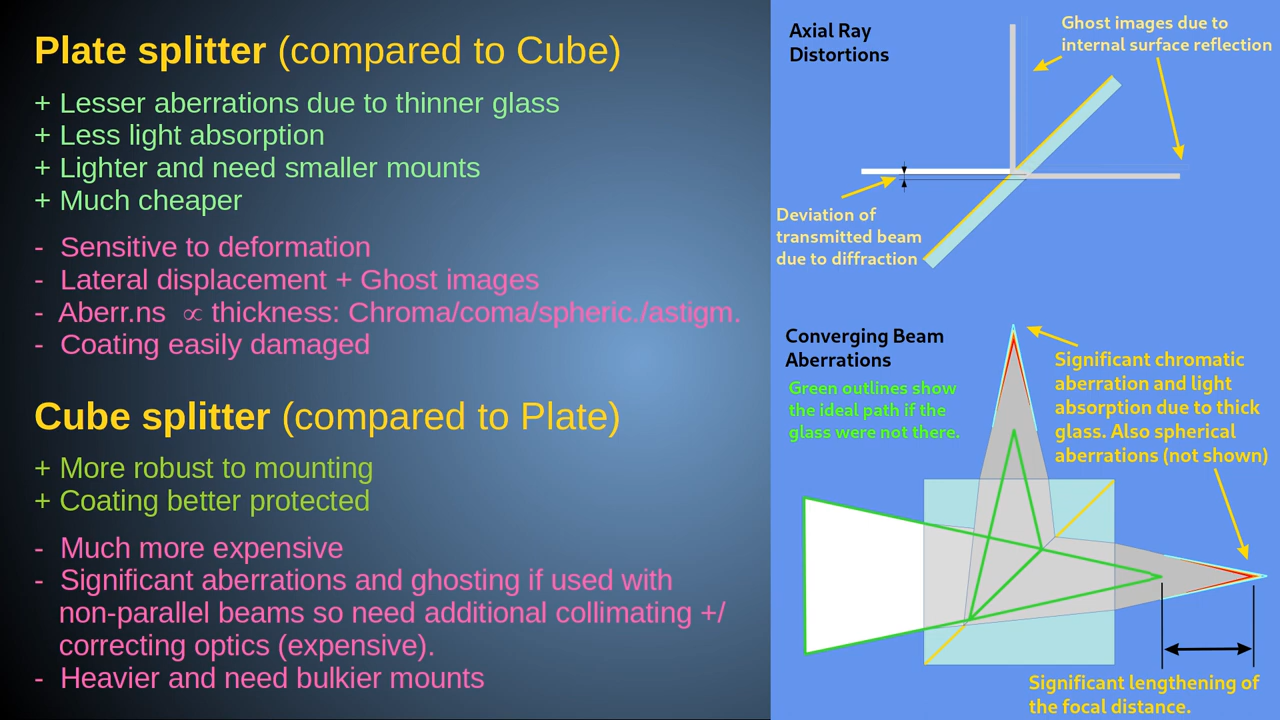 Plate splitter (compared to Cube)
+ Lesser aberrations due to thinner glass
+ Less light absorption
+ Lighter and need smaller mounts
+ Much cheaper
- Sensitive to deformation
- Lateral displacement + Ghost images
- Aberr.ns ∝ thickness: Chroma/coma/spheric./astigm.
- Coating easily damaged
Cube splitter (compared to Plate)
+ More robust to mounting
+ Coating better protected
- Much more expensive
- Significant aberrations and ghosting if used with
non-parallel beams so need additional collimating +/
correcting optics (expensive).
- Heavier and need bulkier mounts
Axial Ray
Distortions
Ghost images due to
internal surface reflection
Deviation of
transmitted beam
due to diffraction
Converging Beam
Aberrations
Green outlines show
the ideal path if the
glass were not there.
Significant chromatic
aberration and light
absorption due to thick
glass. Also spherical
aberrations (not shown)
Significant lengthening of
the focal distance.